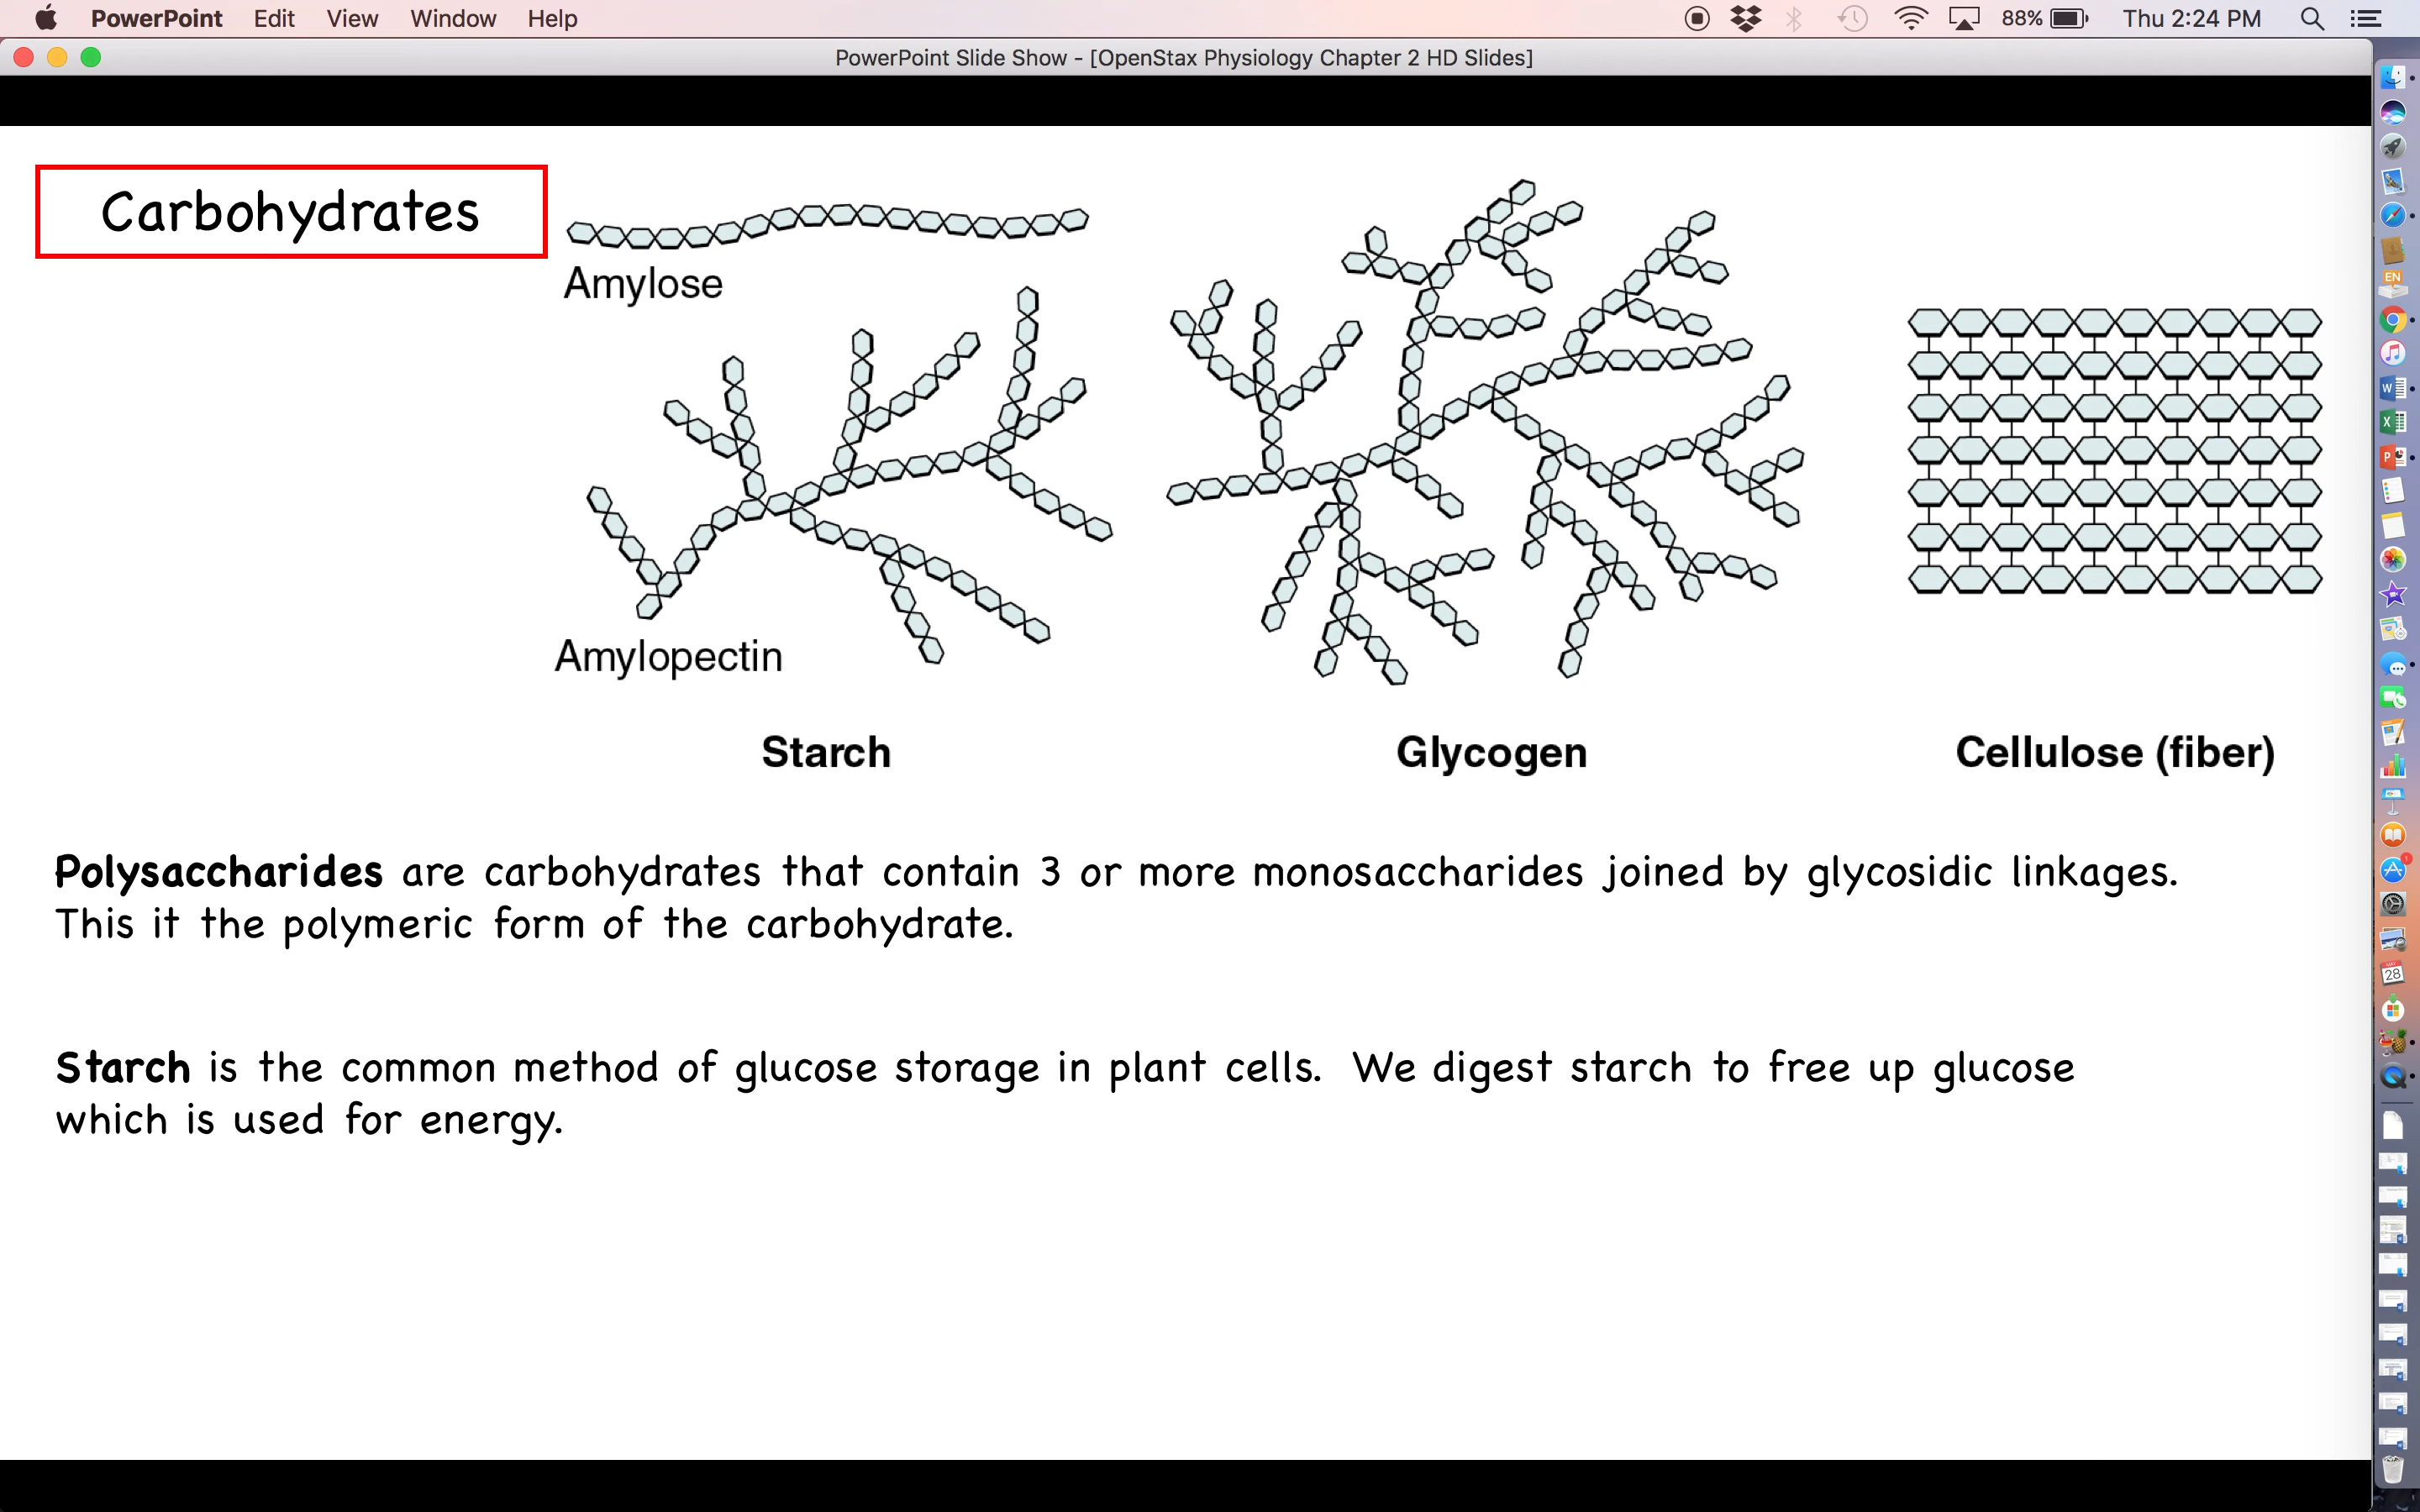 PowerPoint Edit View Window Help 88% Thu 2:24 PM
PowerPoint Slide Show - [OpenStax Physiology Chapter 2 HD Slides]
Carbohydrates
Amylose
Amylopectin
Starch
Glycogen
Cellulose (fiber)
Polysaccharides are carbohydrates that contain 3 or more monosaccharides joined by glycosidic linkages.
This it the polymeric form of the carbohydrate.
Starch is the common method of glucose storage in plant cells. We digest starch to free up glucose
which is used for energy.
EN
W
X
P
28